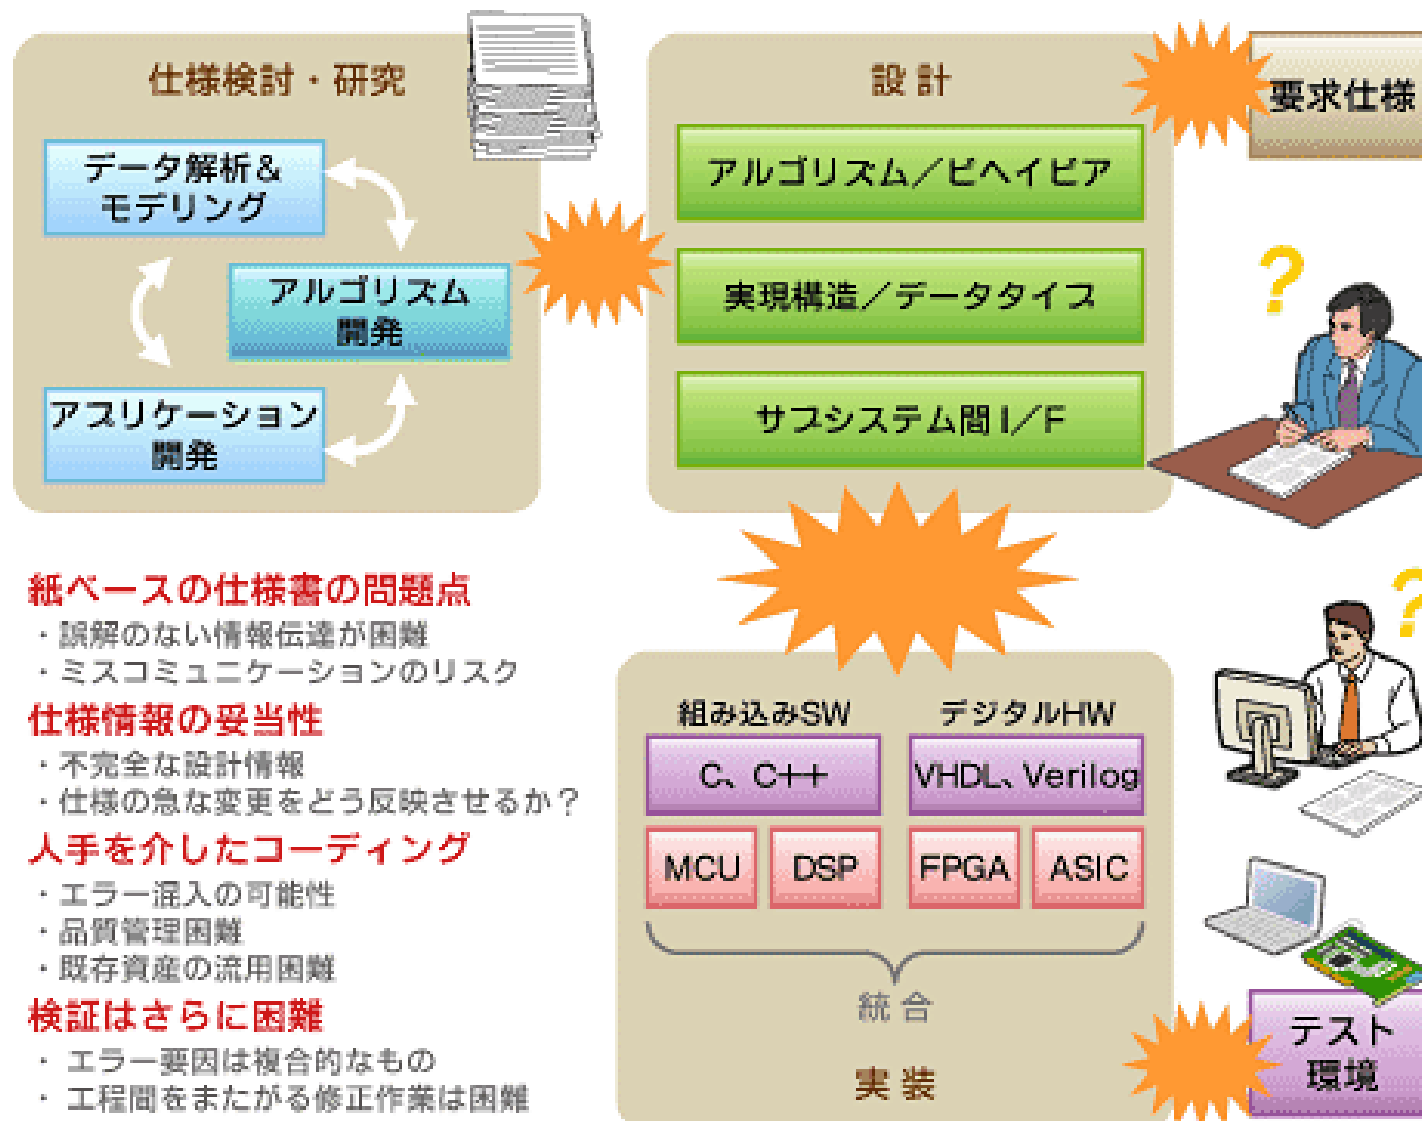 仕様検討・研究
データ解析&
モデリング
アルゴリズム
開発
アプリケーション
開発
設計
アルゴリズム／ビヘイビア
実現構造／データタイプ
サブシステム間I／F
要求仕様
?
?
紙ベースの仕様書の問題点
・誤解のない情報伝達が困難
・ミスコミュニケーションのリスク
仕様情報の妥当性
・不完全な設計情報
・仕様の急な変更をどう反映させるか？
人手を介したコーディング
・エラー混入の可能性
・品質管理困難
・既存資産の流用困難
検証はさらに困難
・ エラー要因は複合的なもの
・ 工程間をまたがる修正作業は困難
組み込みSW
デジタルHW
C、C++
VHDL、Verilog
MCU
DSP
FPGA
ASIC
統合
実装
テスト
環境